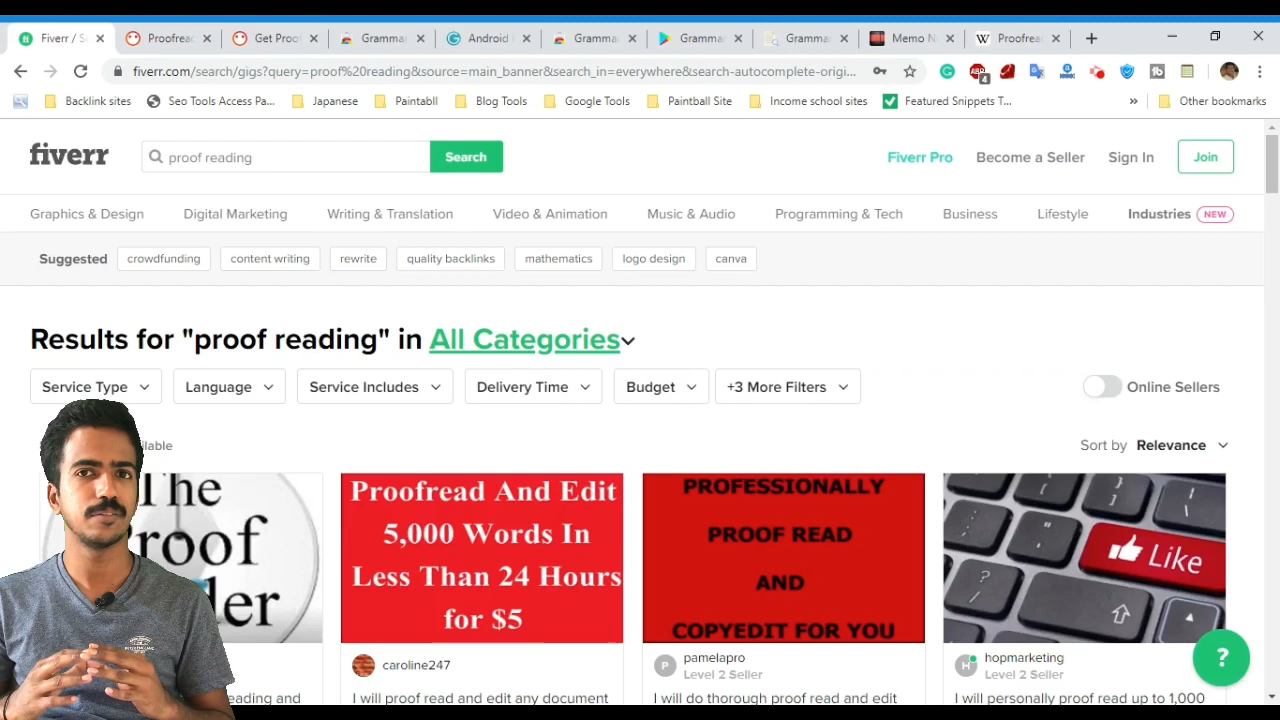 Fiverr / S
Proofread
Get Proo
Gramma
Android K
Gramma
Gramma
Gramma
Memo N
Proofrea
fiverr.com/search/gigs?query=proof%20reading&source=main_banner&search_in=everywhere&search-autocomplete-origi...
ABP
4
Backlink sites
Seo Tools Access Pa...
Japanese
Paintabll
Blog Tools
Google Tools
Paintball Site
Income school sites
Featured Snippets T...
»
Other bookmarks
fiverr
proof reading
Search
Fiverr Pro
Become a Seller
Sign In
Join
Graphics & Design
Digital Marketing
Writing & Translation
Video & Animation
Music & Audio
Programming & Tech
Business
Lifestyle
Industries NEW
Suggested
crowdfunding
content writing
rewrite
quality backlinks
mathematics
logo design
canva
Results for "proof reading" in All Categories
Service Type
Language
Service Includes
Delivery Time
Budget
+3 More Filters
Online Sellers
ilable
Sort by Relevance
The
Proof
der
Proofread And Edit
5,000 Words In
Less Than 24 Hours
for $5
PROFESSIONALLY
PROOF READ
AND
COPYEDIT FOR YOU
Like
?
caroline247
P
pamelapro
Level 2 Seller
H
hopmarketing
Level 2 Seller
eading and
I will proof read and edit any document
I will do thorough proof read and edit
I will personally proof read up to 1,000